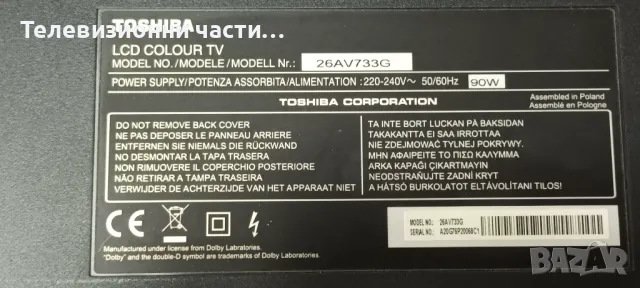 Телевизионни части™...
TOSHIBA
LCD COLOUR TV
MODEL NO./MODELE/MODELL Nr.: 26AV733G
POWER SUPPLY/POTENZA ASSORBITA/ALIMENTATION :220-240V~ 50/60Hz 90W
TOSHIBA CORPORATION
Assembled in Poland
Assemblé en Pologne
DO NOT REMOVE BACK COVER
NE PAS DEPOSER LE PANNEAU ARRIERE
ENTFERNEN SIE NIEMALS DIE RÜCKWAND
NO DESMONTAR LA TAPA TRASERA
NON RIMUOVERE IL COPERCHIO POSTERIORE
NÃO RETIRAR A TAMPA TRASEIRA
VERWIJDER DE ACHTERZIJDE VAN HET APPARAAT NIET
TA INTE BORT LUCKAN PÅ BAKSIDAN
TAKAKANTTA EI SAA IRROTTAA
NIE ZDEJMOWAĆ TYLNEJ POKRYWY.
ΜΗΝ ΑΦΑΙΡΕΙΤΕ ΤΟ ΠΙΣΩ ΚΑΛΥΜΜΑ
ARKA KAPAĞI ÇIKARTMAYIN
NEODSTRAŇUJTE ZADNÍ KRYT
A HÁTSÓ BURKOLATOT ELTÁVOLÍTANI TILOS!
CE
Manufactured under license from Dolby Laboratories.
"Dolby" and the double-D symbol are trademarks of Dolby Laboratories.
MODEL NO.: 26AV733G
SERIAL NO.: A20G76P20068C1
BAZAR